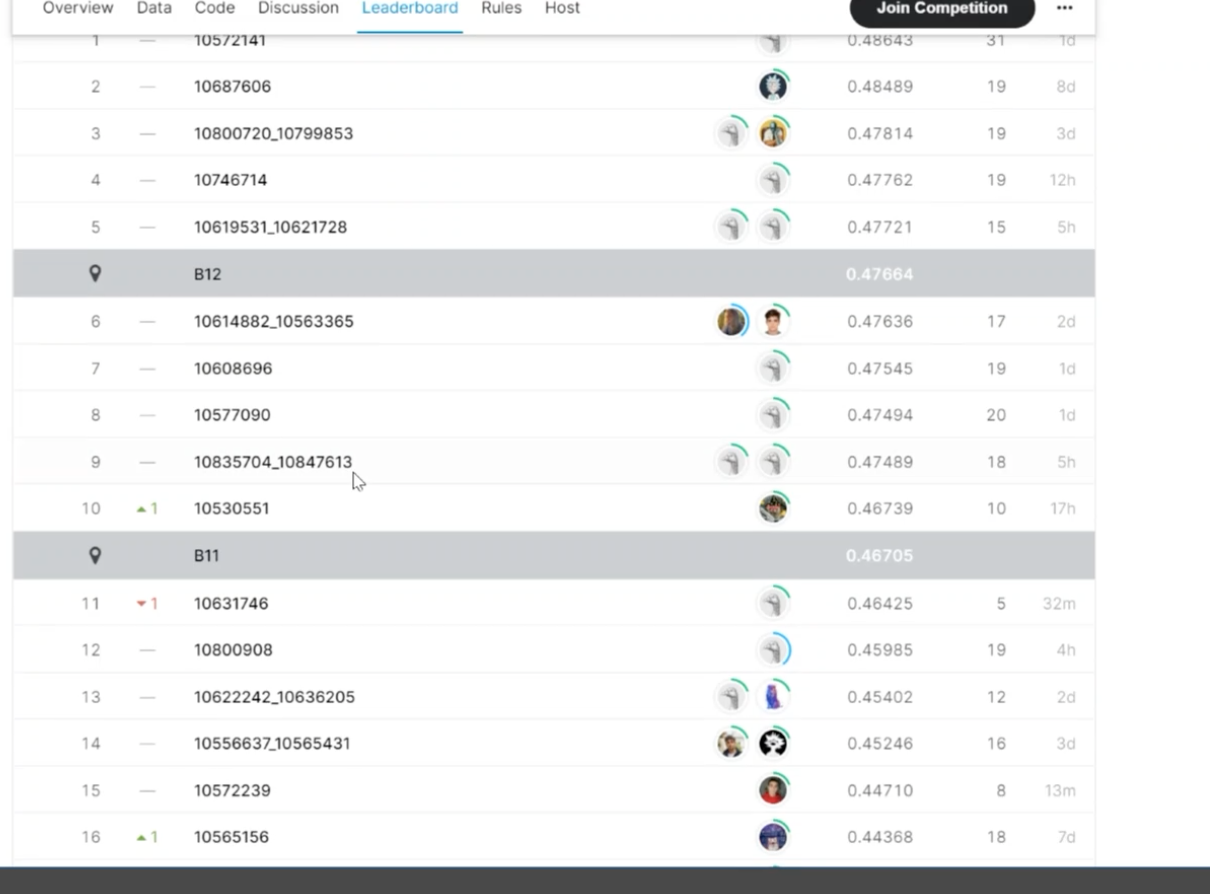 Overview Data Code Discussion Leaderboard Rules Host Join Competition ...
1 — 10572141 0.48643 31 1d
2 — 10687606 0.48489 19 8d
3 — 10800720_10799853 0.47814 19 3d
4 — 10746714 0.47762 19 12h
5 — 10619531_10621728 0.47721 15 5h
B12 0.47664
6 — 10614882_10563365 0.47636 17 2d
7 — 10608696 0.47545 19 1d
8 — 10577090 0.47494 20 1d
9 — 10835704_10847613 0.47489 18 5h
10 ▲1 10530551 0.46739 10 17h
B11 0.46705
11 ▼1 10631746 0.46425 5 32m
12 — 10800908 0.45985 19 4h
13 — 10622242_10636205 0.45402 12 2d
14 — 10556637_10565431 0.45246 16 3d
15 — 10572239 0.44710 8 13m
16 ▲1 10565156 0.44368 18 7d